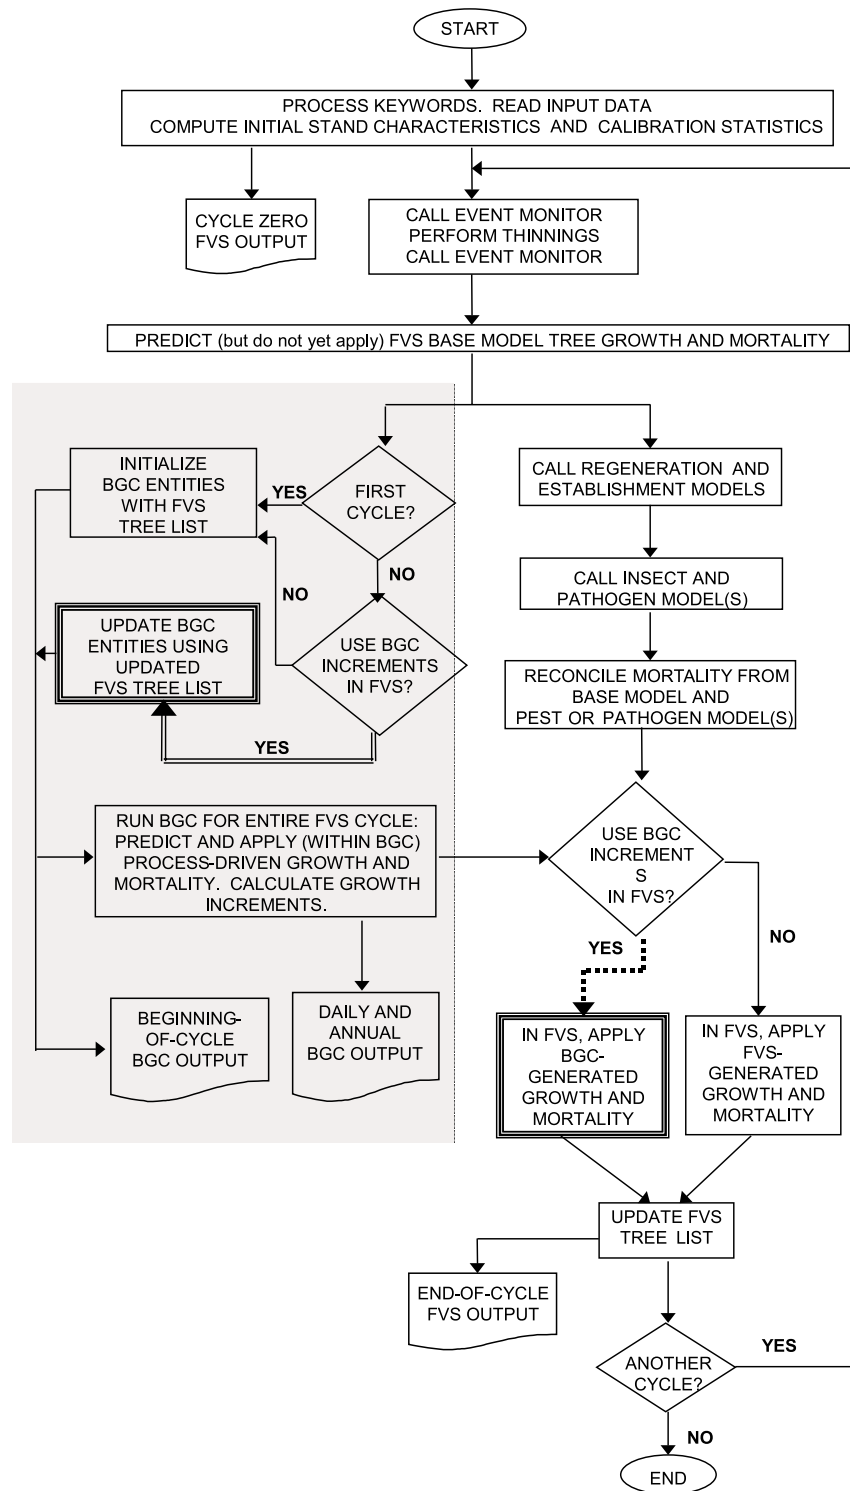 START
PROCESS KEYWORDS. READ INPUT DATA
COMPUTE INITIAL STAND CHARACTERISTICS AND CALIBRATION STATISTICS
CYCLE ZERO
FVS OUTPUT
CALL EVENT MONITOR
PERFORM THINNINGS
CALL EVENT MONITOR
PREDICT (but do not yet apply) FVS BASE MODEL TREE GROWTH AND MORTALITY
INITIALIZE
BGC ENTITIES
WITH FVS
TREE LIST
YES
FIRST
CYCLE?
NO
NO
UPDATE BGC
ENTITIES USING
UPDATED
FVS TREE LIST
USE BGC
INCREMENTS
IN FVS?
YES
RUN BGC FOR ENTIRE FVS CYCLE:
PREDICT AND APPLY (WITHIN BGC)
PROCESS-DRIVEN GROWTH AND
MORTALITY. CALCULATE GROWTH
INCREMENTS.
BEGINNING-
OF-CYCLE
BGC OUTPUT
DAILY AND
ANNUAL
BGC OUTPUT
CALL REGENERATION AND
ESTABLISHMENT MODELS
CALL INSECT AND
PATHOGEN MODEL(S)
RECONCILE MORTALITY FROM
BASE MODEL AND
PEST OR PATHOGEN MODEL(S)
USE BGC
INCREMENT
S
IN FVS?
YES
NO
IN FVS, APPLY
BGC-
GENERATED
GROWTH AND
MORTALITY
IN FVS, APPLY
FVS-
GENERATED
GROWTH AND
MORTALITY
UPDATE FVS
TREE LIST
END-OF-CYCLE
FVS OUTPUT
ANOTHER
CYCLE?
YES
NO
END